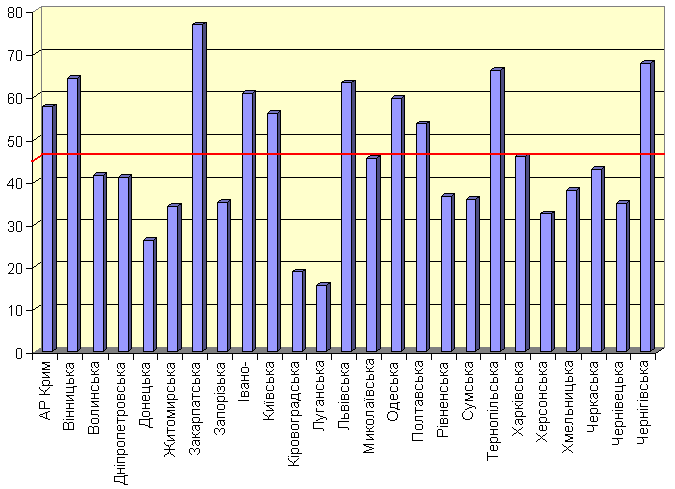 80
70
60
50
40
30
20
10
0
АР Крим
Вінницька
Волинська
Дніпропетровська
Донецька
Житомирська
Закарпатська
Запорізька
Івано-
Київська
Кіровоградська
Луганська
Львівська
Миколаївська
Одеська
Полтавська
Рівненська
Сумська
Тернопільська
Харківська
Херсонська
Хмельницька
Черкаська
Чернівецька
Чернігівська